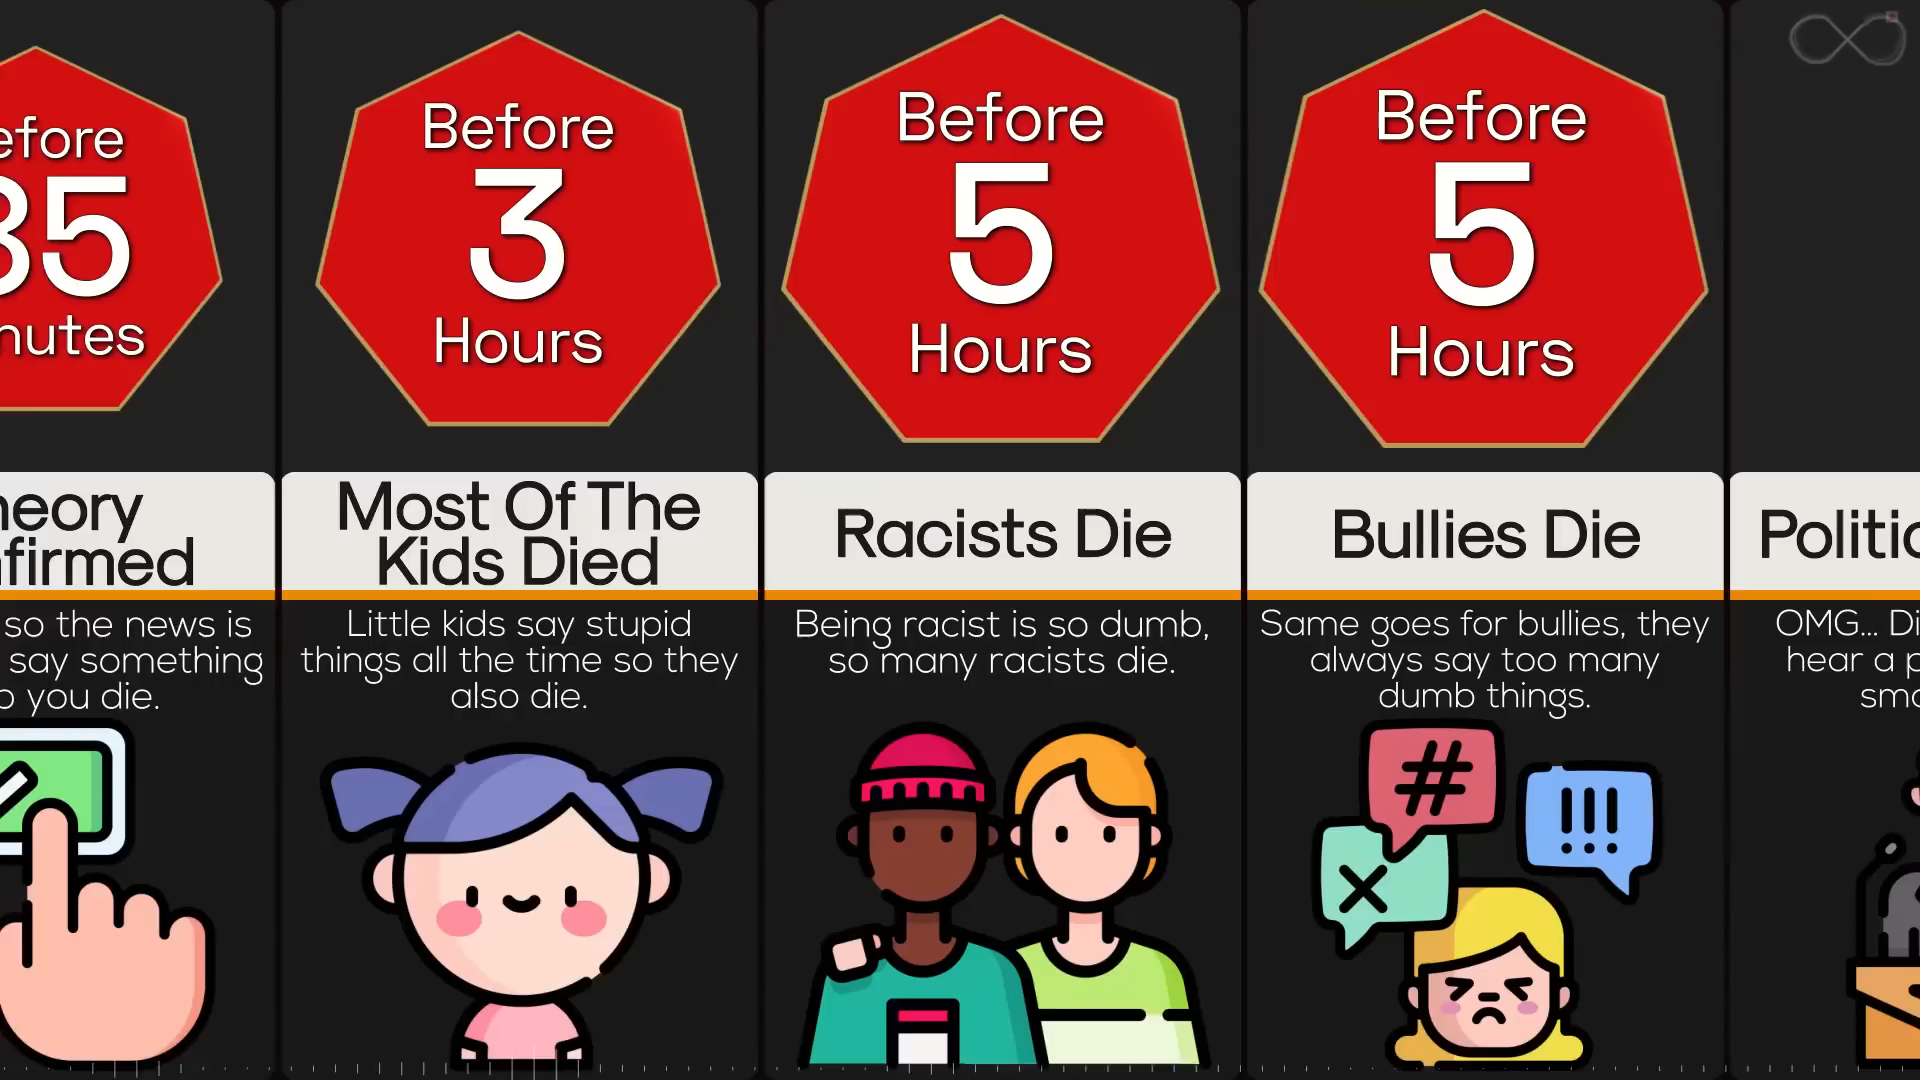 efore
35
nutes
heory
nfirmed
so the news is
say something
o you die.
Before
3
Hours
Most Of The
Kids Died
Little kids say stupid
things all the time so they
also die.
Before
5
Hours
Racists Die
Being racist is so dumb,
so many racists die.
Before
5
Hours
Bullies Die
Same goes for bullies, they
always say too many
dumb things.
#
!!!
Politic
OMG... Di
hear a p
sma